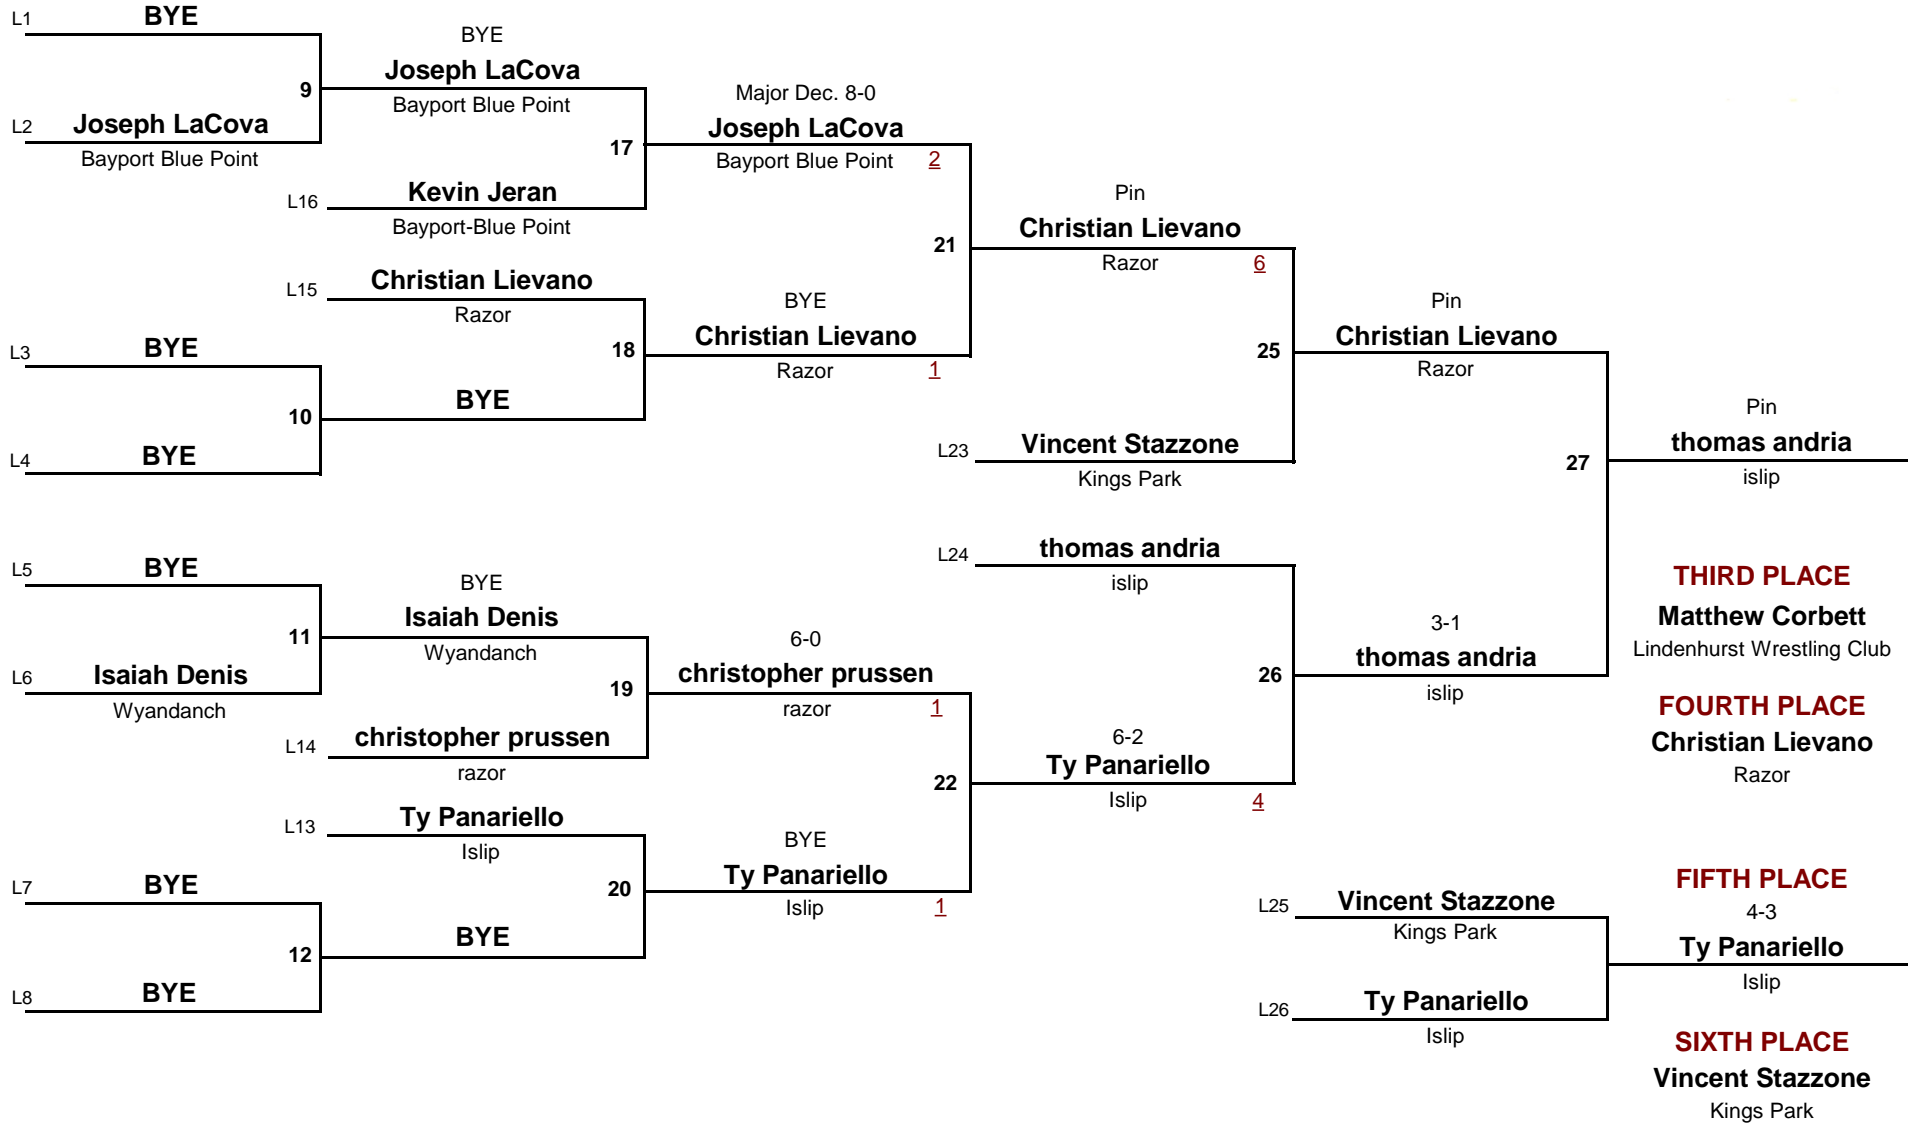 L1
BYE
BYE
Joseph LaCova
9
Bayport Blue Point
L2
Joseph LaCova
Bayport Blue Point
Major Dec. 8-0
Joseph LaCova
17
Bayport Blue Point
2
L16
Kevin Jeran
Bayport-Blue Point
Pin
Christian Lievano
21
Razor
6
L15
Christian Lievano
Razor
BYE
Christian Lievano
18
Razor
1
L3
BYE
10
BYE
L4
BYE
Pin
Christian Lievano
25
Razor
L23
Vincent Stazzone
Kings Park
Pin
thomas andria
27
islip
L24
thomas andria
islip
L5
BYE
BYE
Isaiah Denis
11
Wyandanch
L6
Isaiah Denis
Wyandanch
6-0
christopher prussen
19
razor
1
L14
christopher prussen
razor
3-1
thomas andria
26
islip
6-2
Ty Panariello
22
Islip
4
L13
Ty Panariello
Islip
BYE
Ty Panariello
20
Islip
1
L7
BYE
12
BYE
L8
BYE
THIRD PLACE
Matthew Corbett
Lindenhurst Wrestling Club
FOURTH PLACE
Christian Lievano
Razor
L25
Vincent Stazzone
Kings Park
FIFTH PLACE
4-3
Ty Panariello
Islip
L26
Ty Panariello
Islip
SIXTH PLACE
Vincent Stazzone
Kings Park